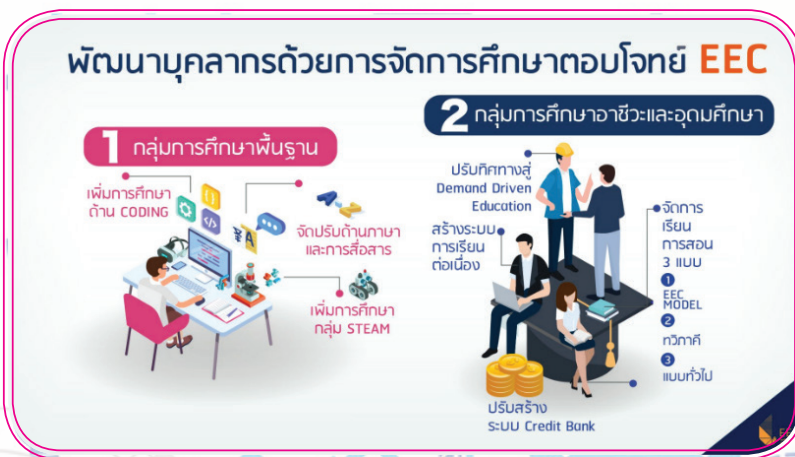 พัฒนาบุคลากรด้วยการจัดการศึกษาตอบโจทย์ EEC
1 กลุ่มการศึกษาพื้นฐาน
เพิ่มการศึกษา
ด้าน CODING
จัดปรับด้านภาษา
และการสื่อสาร
เพิ่มการศึกษา
กลุ่ม STEAM
2 กลุ่มการศึกษาอาชีวะและอุดมศึกษา
ปรับทิศทางสู่
Demand Driven
Education
สร้างระบบ
การเรียน
ต่อเนื่อง
จัดการ
เรียน
การสอน
3 แบบ
1
EEC
MODEL
2
ทวิภาคี
3
แบบทั่วไป
ปรับสร้าง
ระบบ Credit Bank